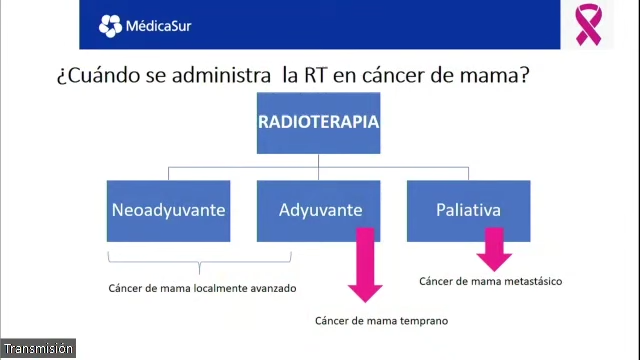 MédicaSur
¿Cuándo se administra la RT en cáncer de mama?
RADIOTERAPIA
Neoadyuvante
Adyuvante
Paliativa
Cáncer de mama localmente avanzado
Cáncer de mama metastásico
Cáncer de mama temprano
Transmisión